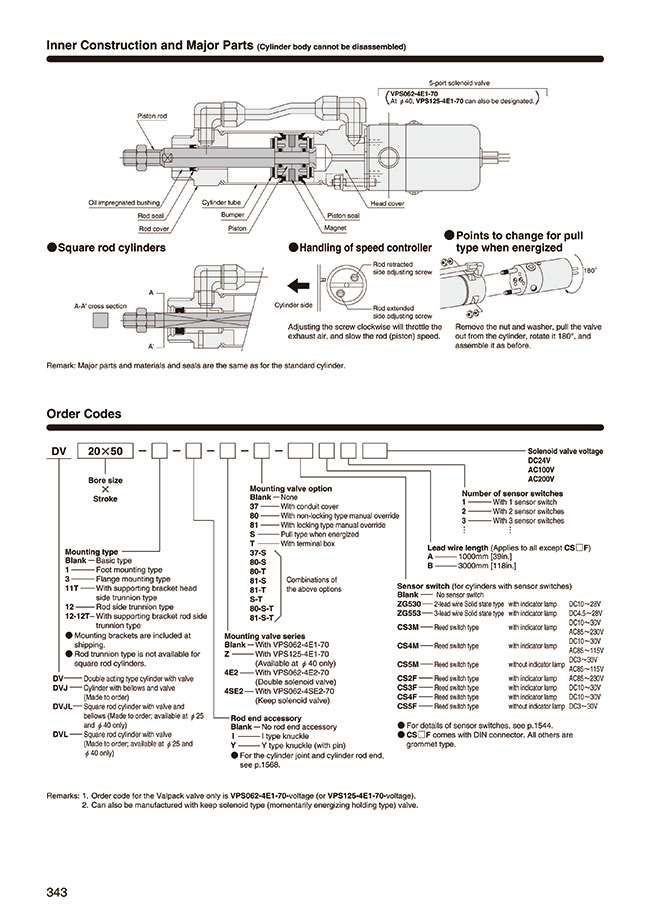 Inner Construction and Major Parts (Cylinder body cannot be disassembled)
5-port solenoid valve
VPS062-4E1-70
At φ40, VPS125-4E1-70 can also be designated.
Piston rod
Oil impregnated bushing
Rod seal
Rod cover
Cylinder tube
Bumper
Piston
Piston seal
Magnet
Head cover
●Square rod cylinders
A
A-A' cross section
A'
●Handling of speed controller
Rod retracted
side adjusting screw
R
Cylinder side
Rod extended
side adjusting screw
Adjusting the screw clockwise will throttle the
exhaust air, and slow the rod (piston) speed.
●Points to change for pull
type when energized
180°
Remove the nut and washer, pull the valve
out from the cylinder, rotate it 180°, and
assemble it as before.
Remark: Major parts and materials and seals are the same as for the standard cylinder.
Order Codes
DV 20×50 - - - - 
Bore size
×
Stroke
Mounting type
Blank — Basic type
1 — Foot mounting type
3 — Flange mounting type
11T — With supporting bracket head
side trunnion type
12 — Rod side trunnion type
12-12T — With supporting bracket rod side
trunnion type
● Mounting brackets are included at
shipping.
● Rod trunnion type is not available for
square rod cylinders.
DV — Double acting type cylinder with valve
DVJ — Cylinder with bellows and valve
(Made to order)
DVJL — Square rod cylinder with valve and
bellows (Made to order; available at φ25
and φ40 only)
DVL — Square rod cylinder with valve
(Made to order; available at φ25 and
φ40 only)
Mounting valve option
Blank — None
37 — With conduit cover
80 — With non-locking type manual override
81 — With locking type manual override
S — Pull type when energized
T — With terminal box
37-S
80-S
80-T
81-S
81-T
S-T
80-S-T
81-S-T
Combinations of
the above options
Mounting valve series
Blank — With VPS062-4E1-70
Z — With VPS125-4E1-70
(Available at φ40 only)
4E2 — With VPS062-4E2-70
(Double solenoid valve)
4SE2 — With VPS062-4SE2-70
(Keep solenoid valve)
Rod end accessory
Blank — No rod end accessory
I — I type knuckle
Y — Y type knuckle (with pin)
● For the cylinder joint and cylinder rod end,
see p.1568.
Solenoid valve voltage
DC24V
AC100V
AC200V
Number of sensor switches
1 — With 1 sensor switch
2 — With 2 sensor switches
3 — With 3 sensor switches
⋮ ⋮
Lead wire length (Applies to all except CS□F)
A — 1000mm [39in.]
B — 3000mm [118in.]
Sensor switch (for cylinders with sensor switches)
Blank — No sensor switch
ZG530 — 2-lead wire Solid state type with indicator lamp DC10~28V
ZG553 — 3-lead wire Solid state type with indicator lamp DC4.5~28V
CS3M — Reed switch type with indicator lamp DC10~30V AC85~230V
CS4M — Reed switch type with indicator lamp DC10~30V AC85~115V
CS5M — Reed switch type without indicator lamp DC3~30V AC85~115V
CS2F — Reed switch type with indicator lamp AC85~230V
CS3F — Reed switch type with indicator lamp DC10~30V
CS4F — Reed switch type with indicator lamp DC10~30V
CS5F — Reed switch type without indicator lamp DC3~30V
● For details of sensor switches, see p.1544.
● CS□F comes with DIN connector. All others are
grommet type.
Remarks: 1. Order code for the Valpack valve only is VPS062-4E1-70-voltage (or VPS125-4E1-70-voltage).
2. Can also be manufactured with keep solenoid type (momentarily energizing holding type) valve.
343